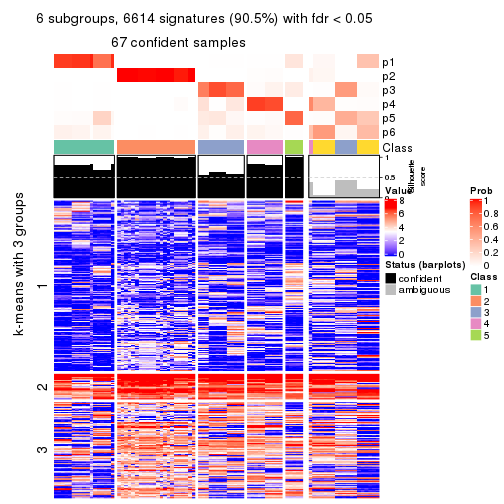 6 subgroups, 6614 signatures (90.5%) with fdr < 0.05
67 confident samples
p1
p2
p3
p4
p5
p6
Class
1
0.5
0
Silhouette
score
k-means with 3 groups
1
2
3
Value
8
6
4
2
0
Status (barplots)
confident
ambiguous
Prob
1
0.8
0.6
0.4
0.2
0
Class
1
2
3
4
5